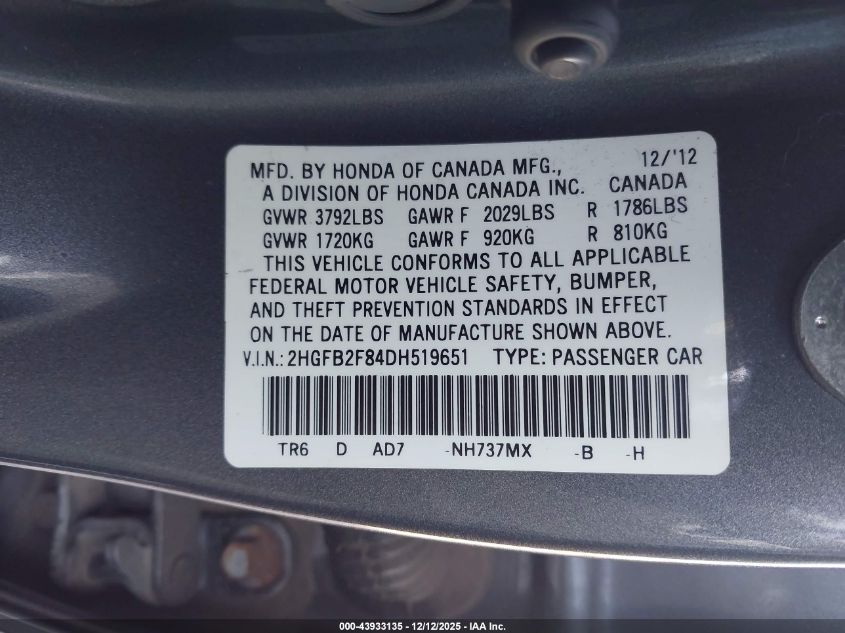 MFD. BY HONDA OF CANADA MFG., 12/'12
A DIVISION OF HONDA CANADA INC. CANADA
GVWR 3792LBS GAWR F 2029LBS R 1786LBS
GVWR 1720KG GAWR F 920KG R 810KG
THIS VEHICLE CONFORMS TO ALL APPLICABLE
FEDERAL MOTOR VEHICLE SAFETY, BUMPER,
AND THEFT PREVENTION STANDARDS IN EFFECT
ON THE DATE OF MANUFACTURE SHOWN ABOVE.
V.I.N.: 2HGFB2F84DH519651 TYPE: PASSENGER CAR
TR6 D AD7 -NH737MX -B -H
000-43933135 - 12/12/2025 - IAA Inc.